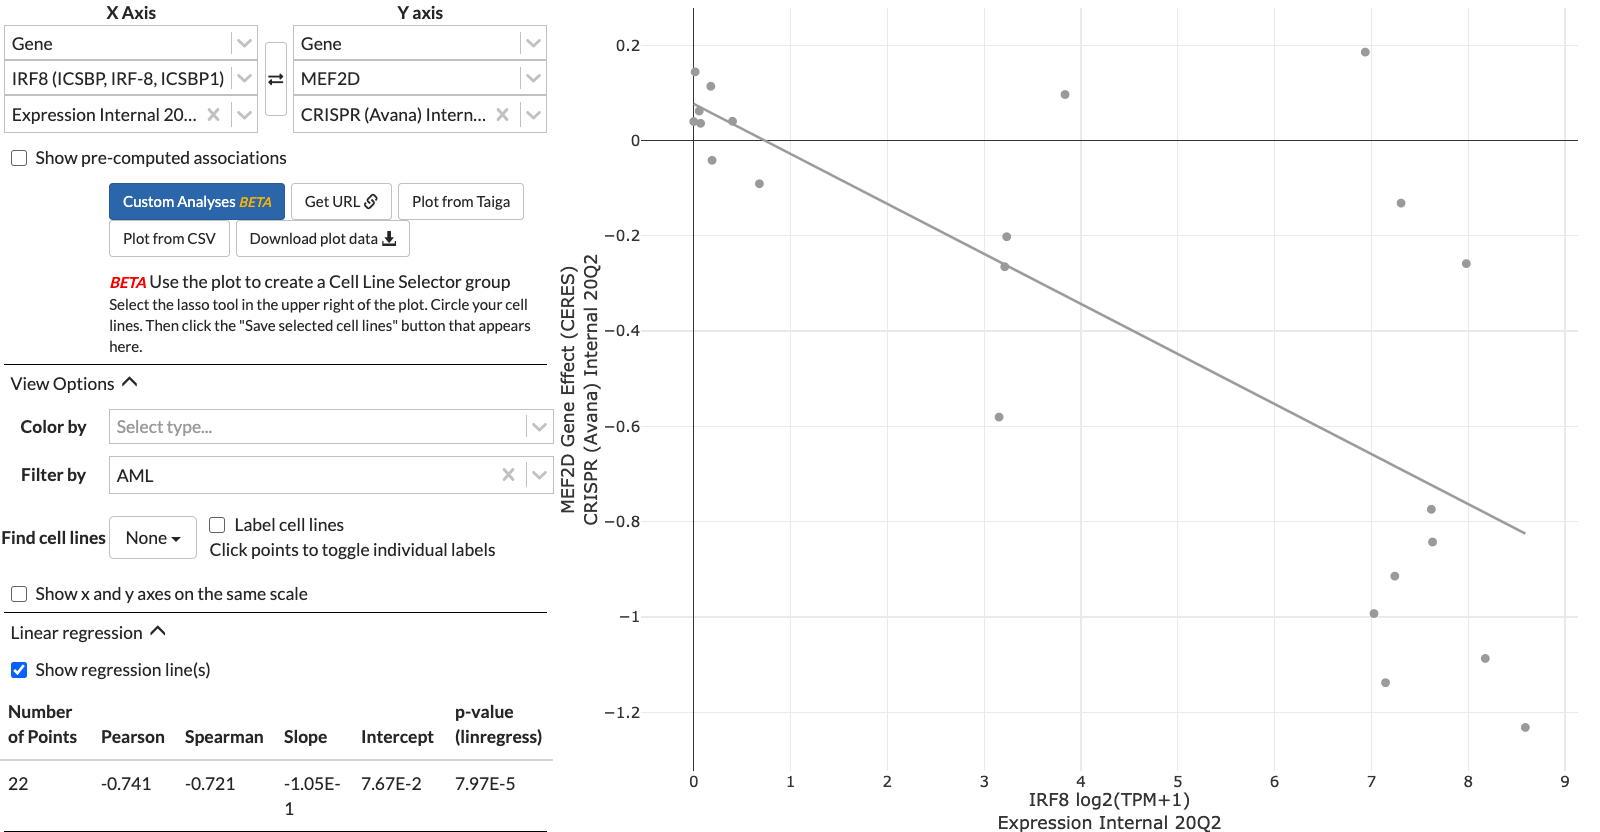 X Axis
Y axis
Gene
Gene
IRF8 (ICSBP, IRF-8, ICSBP1)
MEF2D
Expression Internal 20...
CRISPR (Avana) Intern...
Show pre-computed associations
Custom Analyses BETA
Get URL
Plot from Taiga
Plot from CSV
Download plot data
BETA Use the plot to create a Cell Line Selector group
Select the lasso tool in the upper right of the plot. Circle your cell
lines. Then click the "Save selected cell lines" button that appears
here.
View Options
Color by
Select type...
Filter by
AML
Find cell lines
None
Label cell lines
Click points to toggle individual labels
Show x and y axes on the same scale
Linear regression
Show regression line(s)
Number of Points Pearson Spearman Slope Intercept p-value (linregress)
22 -0.741 -0.721 -1.05E-1 7.67E-2 7.97E-5
MEF2D Gene Effect (CERES)
CRISPR (Avana) Internal 20Q2
0.2
0
−0.2
−0.4
−0.6
−0.8
−1
−1.2
0 1 2 3 4 5 6 7 8 9
IRF8 log2(TPM+1)
Expression Internal 20Q2